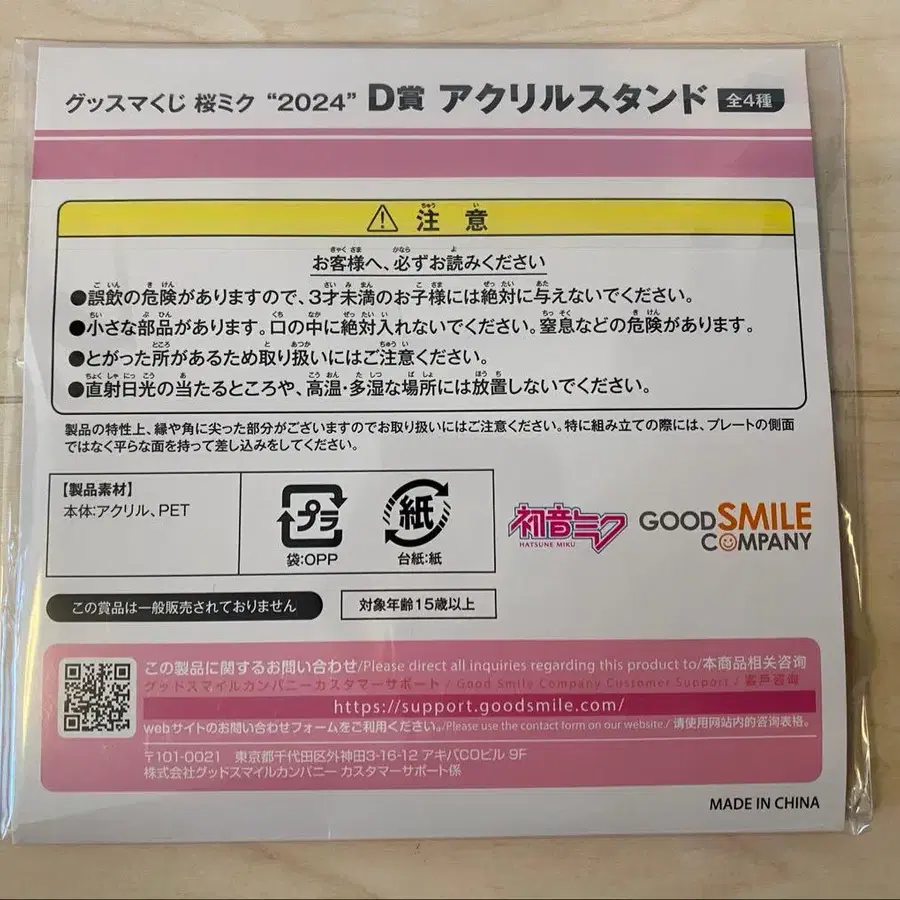 グッスマくじ 桜ミク “2024” D賞 アクリルスタンド 全4種
⚠ 注意
お客様へ、必ずお読みください
●誤飲の危険がありますので、3才未満のお子様には絶対に与えないでください。
●小さな部品があります。口の中に絶対入れないでください。窒息などの危険があります。
●とがった所があるため取り扱いにはご注意ください。
●直射日光の当たるところや、高温・多湿な場所には放置しないでください。
製品の特性上、縁や角に尖った部分がございますのでお取り扱いにはご注意ください。特に組み立ての際には、プレートの側面
ではなく平らな面を持って差し込みをしてください。
【製品素材】
本体:アクリル、PET
プラ
袋:OPP
紙
台紙:紙
初音ミク
HATSUNE MIKU
GOOD SMILE
COMPANY
この賞品は一般販売されておりません
対象年齢15歳以上
この製品に関するお問い合わせ/Please direct all inquiries regarding this product to/本商品相关咨询
グッドスマイルカンパニーカスタマーサポート / Good Smile Company Customer Support / 客戸咨询
https://support.goodsmile.com/
webサイトのお問い合わせフォームをご利用ください。/Please use the contact form on our website / 请使用网站内的咨询表格。
〒101-0021 東京都千代田区外神田3-16-12 アキバCOビル 9F
株式会社グッドスマイルカンパニー カスタマーサポート係
MADE IN CHINA